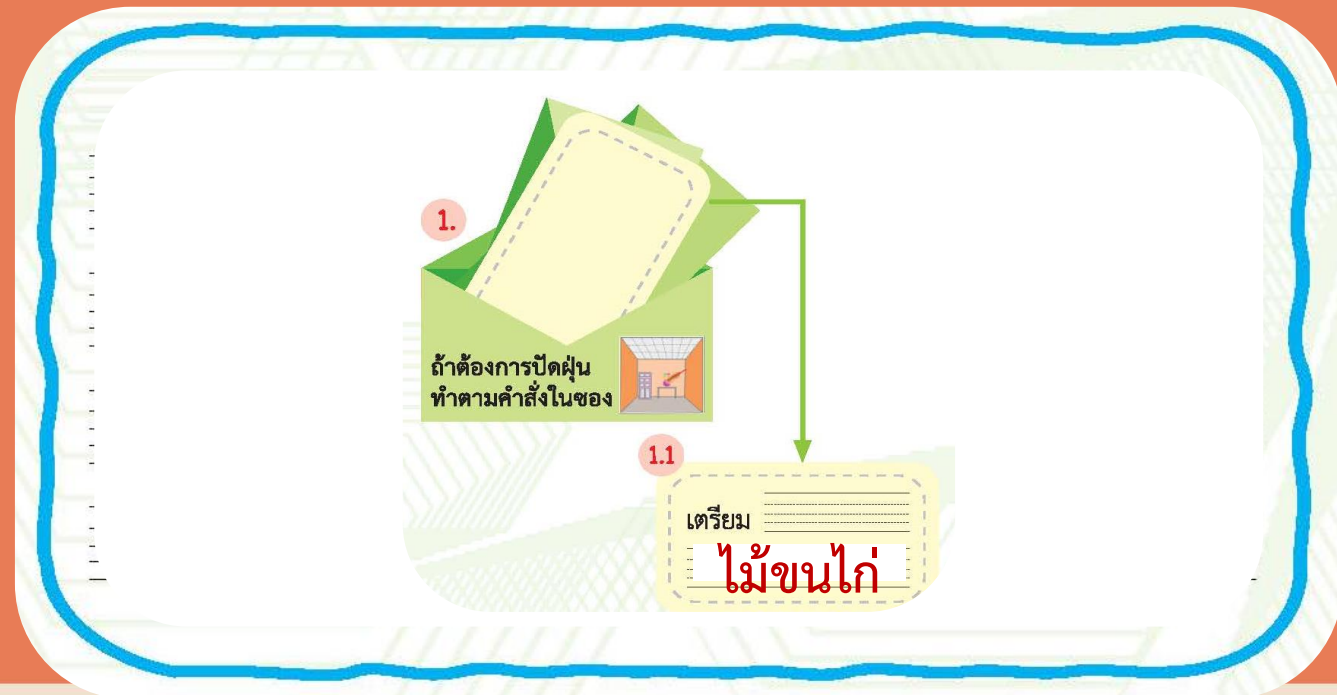 1.
ถ้าต้องการปัดฝุ่น
ทำตามคำสั่งในซอง
1.1
เตรียม
ไม้ขนไก่